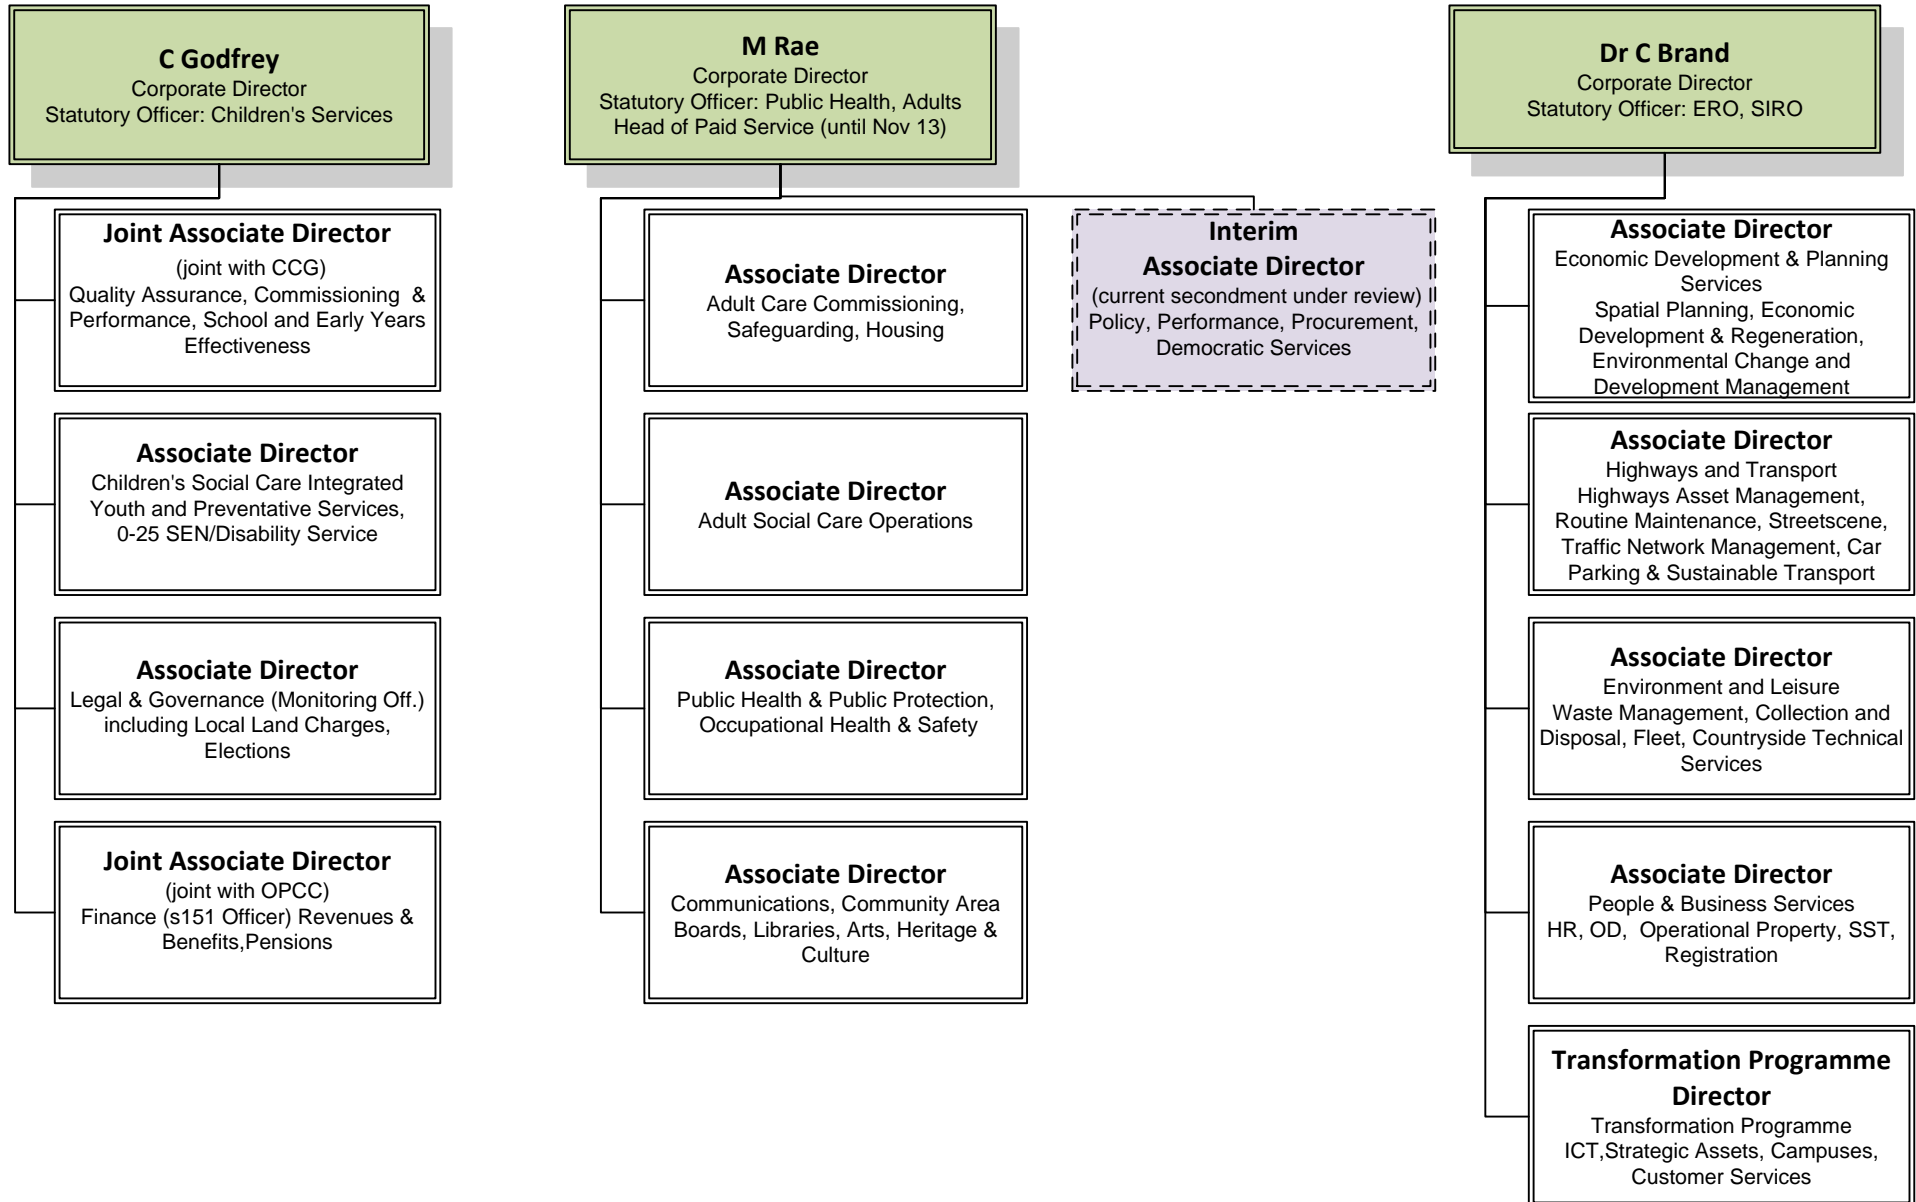 C Godfrey
Corporate Director
Statutory Officer: Children's Services
Joint Associate Director
(joint with CCG)
Quality Assurance, Commissioning &
Performance, School and Early Years
Effectiveness
Associate Director
Children's Social Care Integrated
Youth and Preventative Services,
0-25 SEN/Disability Service
Associate Director
Legal & Governance (Monitoring Off.)
including Local Land Charges,
Elections
Joint Associate Director
(joint with OPCC)
Finance (s151 Officer) Revenues &
Benefits,Pensions
M Rae
Corporate Director
Statutory Officer: Public Health, Adults
Head of Paid Service (until Nov 13)
Associate Director
Adult Care Commissioning,
Safeguarding, Housing
Associate Director
Adult Social Care Operations
Associate Director
Public Health & Public Protection,
Occupational Health & Safety
Associate Director
Communications, Community Area
Boards, Libraries, Arts, Heritage &
Culture
Interim
Associate Director
(current secondment under review)
Policy, Performance, Procurement,
Democratic Services
Dr C Brand
Corporate Director
Statutory Officer: ERO, SIRO
Associate Director
Economic Development & Planning
Services
Spatial Planning, Economic
Development & Regeneration,
Environmental Change and
Development Management
Associate Director
Highways and Transport
Highways Asset Management,
Routine Maintenance, Streetscene,
Traffic Network Management, Car
Parking & Sustainable Transport
Associate Director
Environment and Leisure
Waste Management, Collection and
Disposal, Fleet, Countryside Technical
Services
Associate Director
People & Business Services
HR, OD, Operational Property, SST,
Registration
Transformation Programme
Director
Transformation Programme
ICT,Strategic Assets, Campuses,
Customer Services